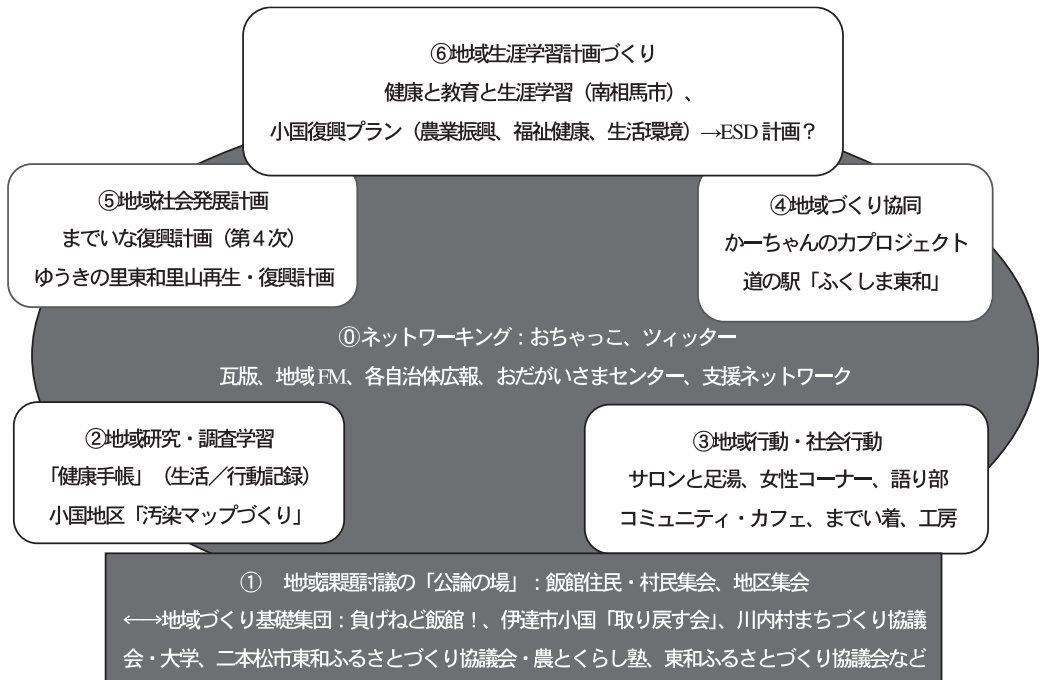 ⑥地域生涯学習計画づくり
健康と教育と生涯学習（南相馬市）、
小国復興プラン（農業振興、福祉健康、生活環境）→ESD 計画？
⑤地域社会発展計画
までいな復興計画（第４次）
ゆうきの里東和里山再生・復興計画
④地域づくり協同
かーちゃんの力プロジェクト
道の駅「ふくしま東和」
⓪ネットワーキング：おちゃっこ、ツィッター
瓦版、地域 FM、各自治体広報、おだがいさまセンター、支援ネットワーク
②地域研究・調査学習
「健康手帳」（生活／行動記録）
小国地区「汚染マップづくり」
③地域行動・社会行動
サロンと足湯、女性コーナー、語り部
コミュニティ・カフェ、までい着、工房
①　地域課題討議の「公論の場」：飯館住民・村民集会、地区集会
←→地域づくり基礎集団：負げねど飯館！、伊達市小国「取り戻す会」、川内村まちづくり協議
会・大学、二本松市東和ふるさとづくり協議会・農とくらし塾、東和ふるさとづくり協議会など